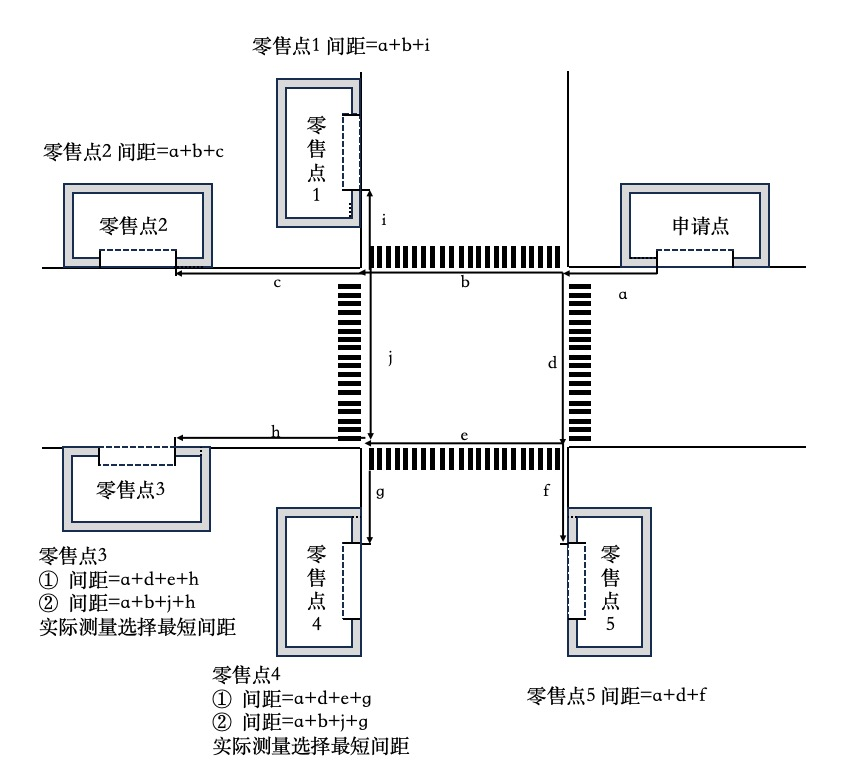 零售点1 间距=a+b+i
零售点1
零售点2 间距=a+b+c
零售点2
申请点
i
c
b
a
j
d
h
e
零售点3
g
f
零售点3
① 间距=a+d+e+h
② 间距=a+b+j+h
实际测量选择最短间距
零售点4
零售点5
零售点4
① 间距=a+d+e+g
② 间距=a+b+j+g
实际测量选择最短间距
零售点5 间距=a+d+f